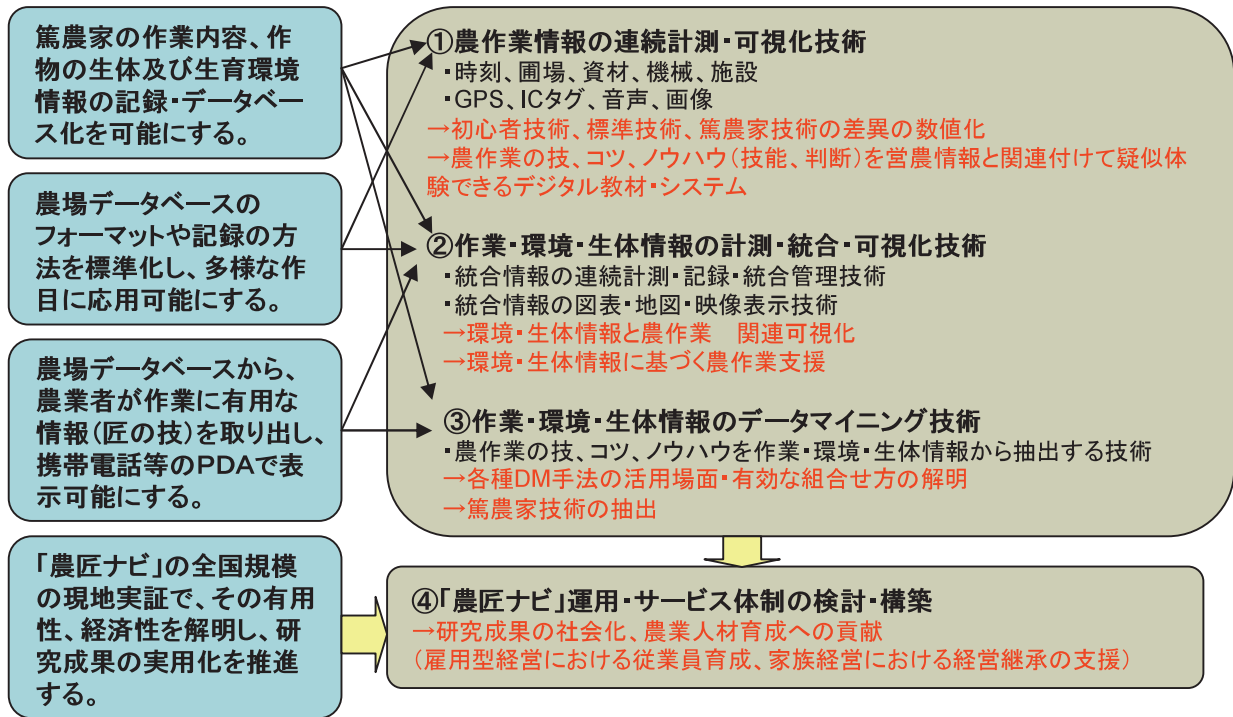 篤農家の作業内容、作
物の生体及び生育環境
情報の記録・データベー
ス化を可能にする。
農場データベースの
フォーマットや記録の方
法を標準化し、多様な作
目に応用可能にする。
農場データベースから、
農業者が作業に有用な
情報(匠の技)を取り出し、
携帯電話等のPDAで表
示可能にする。
「農匠ナビ」の全国規模
の現地実証で、その有用
性、経済性を解明し、研
究成果の実用化を推進
する。
①農作業情報の連続計測・可視化技術
・時刻、圃場、資材、機械、施設
・GPS、ICタグ、音声、画像
→初心者技術、標準技術、篤農家技術の差異の数値化
→農作業の技、コツ、ノウハウ(技能、判断)を営農情報と関連付けて疑似体
験できるデジタル教材・システム
②作業・環境・生体情報の計測・統合・可視化技術
・統合情報の連続計測・記録・統合管理技術
・統合情報の図表・地図・映像表示技術
→環境・生体情報と農作業　関連可視化
→環境・生体情報に基づく農作業支援
③作業・環境・生体情報のデータマイニング技術
・農作業の技、コツ、ノウハウを作業・環境・生体情報から抽出する技術
→各種DM手法の活用場面・有効な組合せ方の解明
→篤農家技術の抽出
④「農匠ナビ」運用・サービス体制の検討・構築
→研究成果の社会化、農業人材育成への貢献
(雇用型経営における従業員育成、家族経営における経営継承の支援)